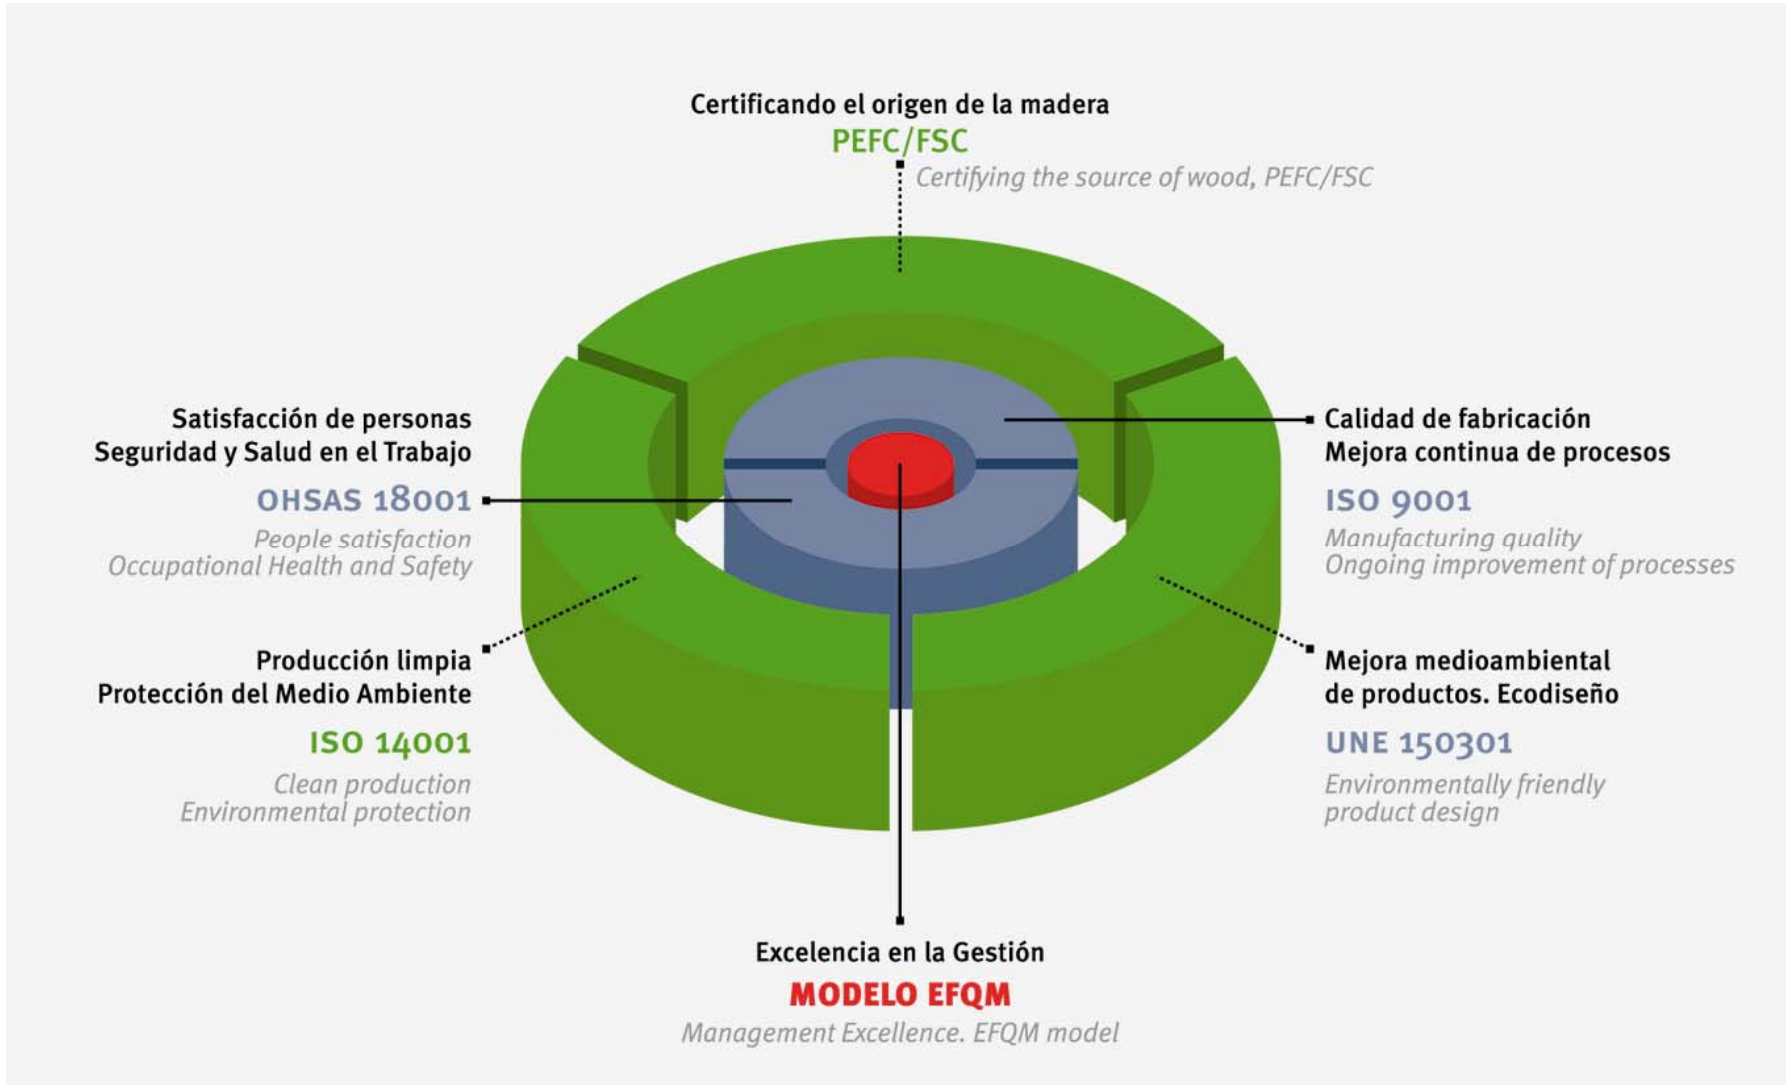 Certificando el origen de la madera
PEFC/FSC
Certifying the source of wood, PEFC/FSC
Satisfacción de personas
Seguridad y Salud en el Trabajo
OHSAS 18001
People satisfaction
Occupational Health and Safety
Calidad de fabricación
Mejora continua de procesos
ISO 9001
Manufacturing quality
Ongoing improvement of processes
Producción limpia
Protección del Medio Ambiente
ISO 14001
Clean production
Environmental protection
Mejora medioambiental
de productos. Ecodiseño
UNE 150301
Environmentally friendly
product design
Excelencia en la Gestión
MODELO EFQM
Management Excellence. EFQM model